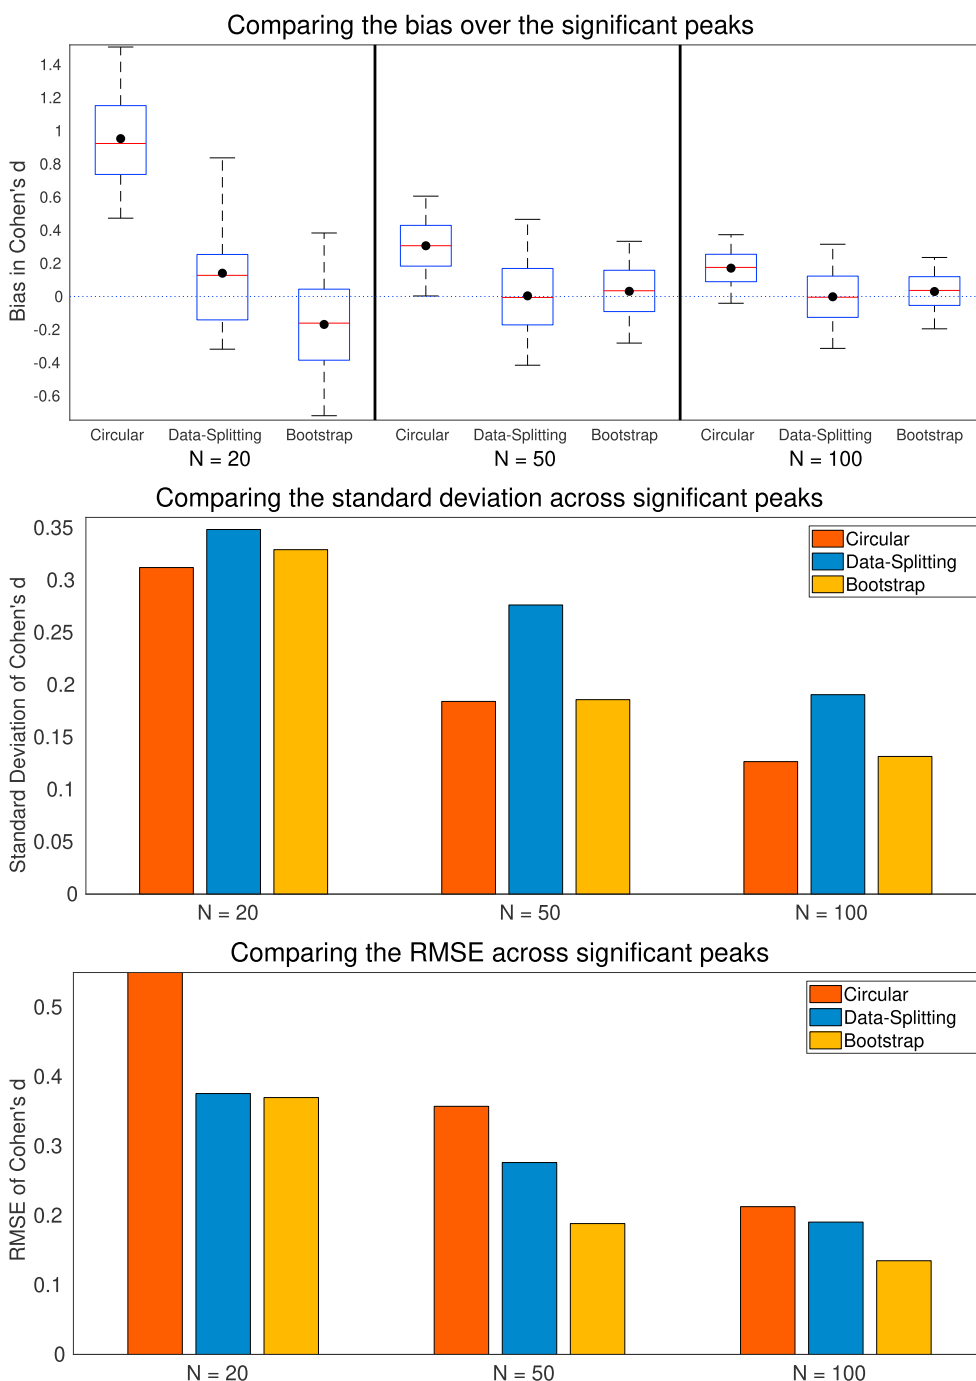 Comparing the bias over the significant peaks
Bias in Cohen's d
1.4
1.2
1
0.8
0.6
0.4
0.2
0
-0.2
-0.4
-0.6
Circular Data-Splitting Bootstrap Circular Data-Splitting Bootstrap Circular Data-Splitting Bootstrap
N = 20 N = 50 N = 100
Comparing the standard deviation across significant peaks
Standard Deviation of Cohen's d
0.35
0.3
0.25
0.2
0.15
0.1
0.05
0
Circular
Data-Splitting
Bootstrap
N = 20 N = 50 N = 100
Comparing the RMSE across significant peaks
RMSE of Cohen's d
0.5
0.4
0.3
0.2
0.1
0
Circular
Data-Splitting
Bootstrap
N = 20 N = 50 N = 100